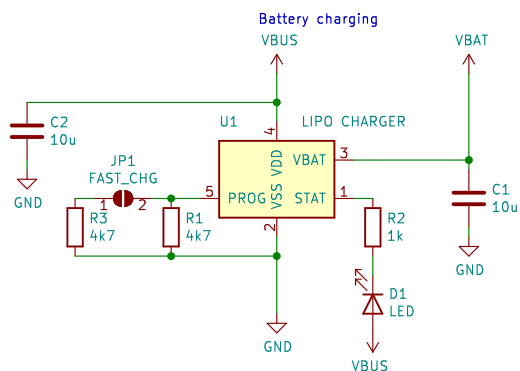 Battery charging
VBUS
VBAT
C2
10u
GND
U1
LIPO CHARGER
4
VDD
VBAT
3
JP1
FAST_CHG
1
2
5
PROG
VSS
STAT
1
2
R3
4k7
R1
4k7
R2
1k
C1
10u
GND
D1
LED
GND
VBUS